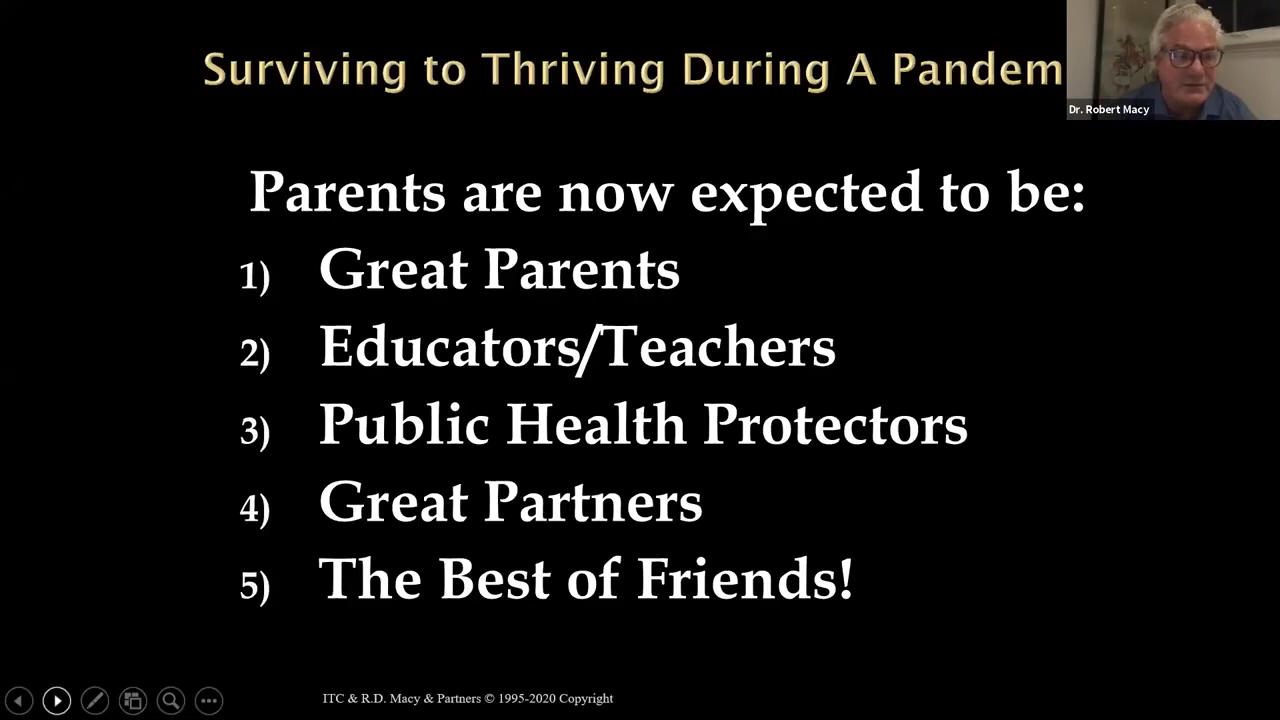 Surviving to Thriving During A Pandem
Dr. Robert Macy
Parents are now expected to be:
1) Great Parents
2) Educators/Teachers
3) Public Health Protectors
4) Great Partners
5) The Best of Friends!
ITC & R.D. Macy & Partners © 1995-2020 Copyright